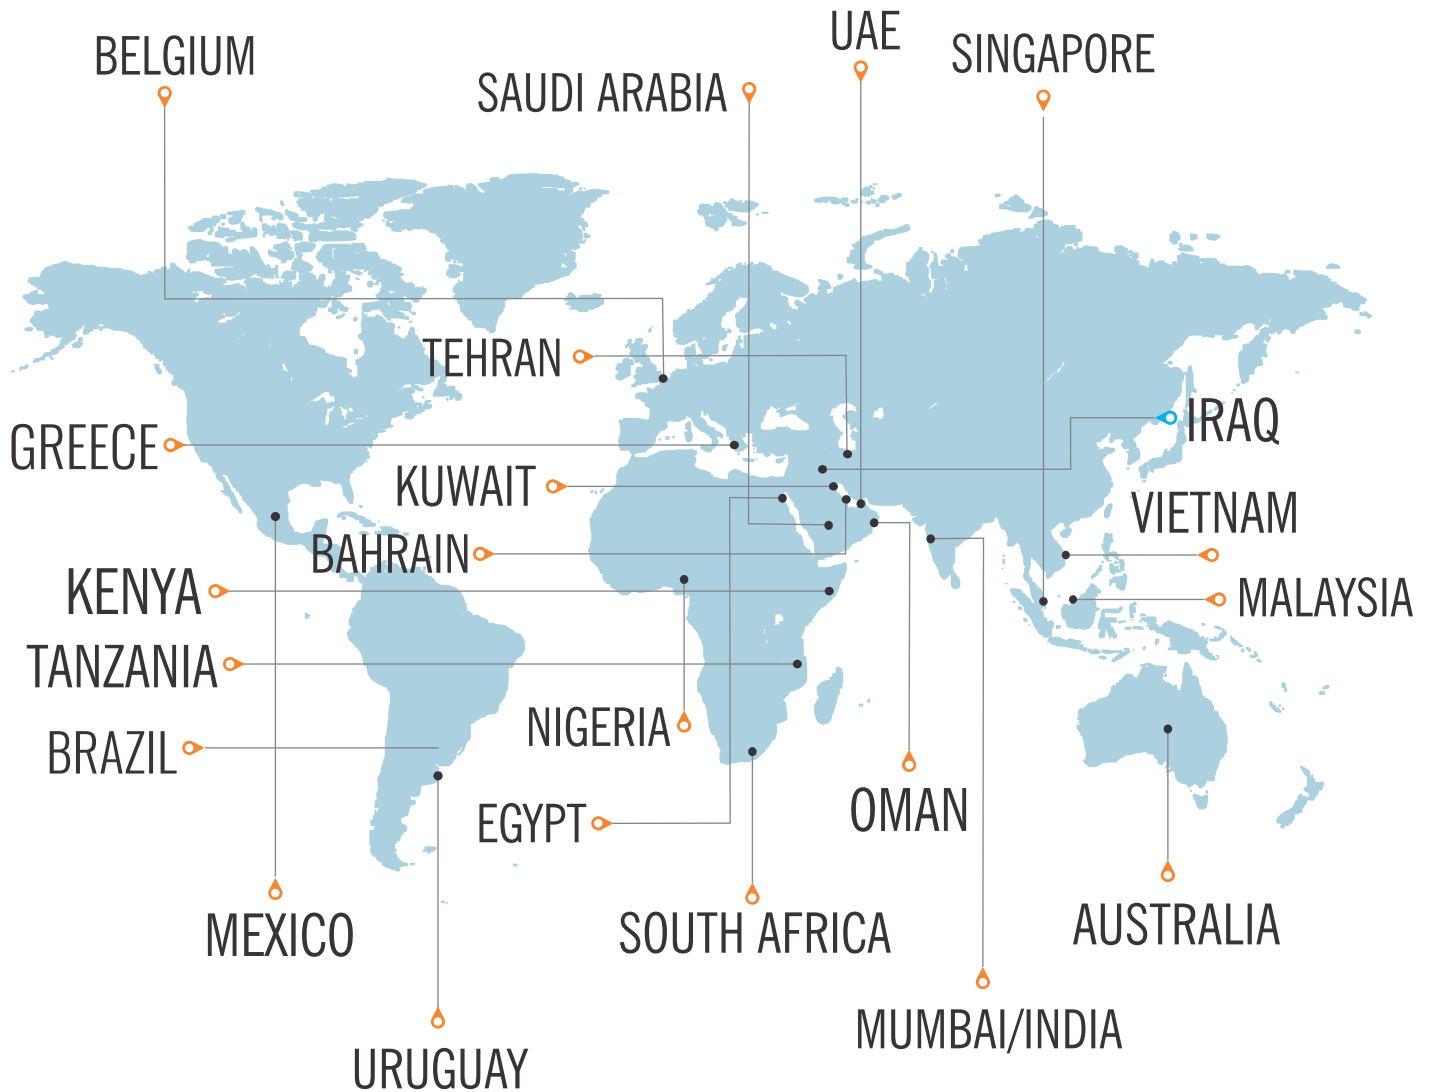 UAE
BELGIUM
SINGAPORE
SAUDI ARABIA
TEHRAN
IRAQ
GREECE
KUWAIT
VIETNAM
BAHRAIN
KENYA
MALAYSIA
TANZANIA
NIGERIA
BRAZIL
OMAN
EGYPT
MEXICO
SOUTH AFRICA
AUSTRALIA
MUMBAI/INDIA
URUGUAY